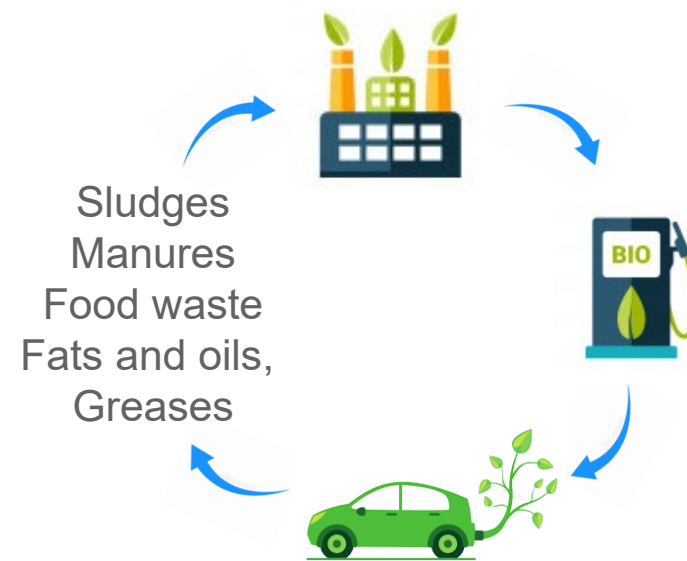 Sludges
Manures
Food waste
Fats and oils,
Greases
BIO